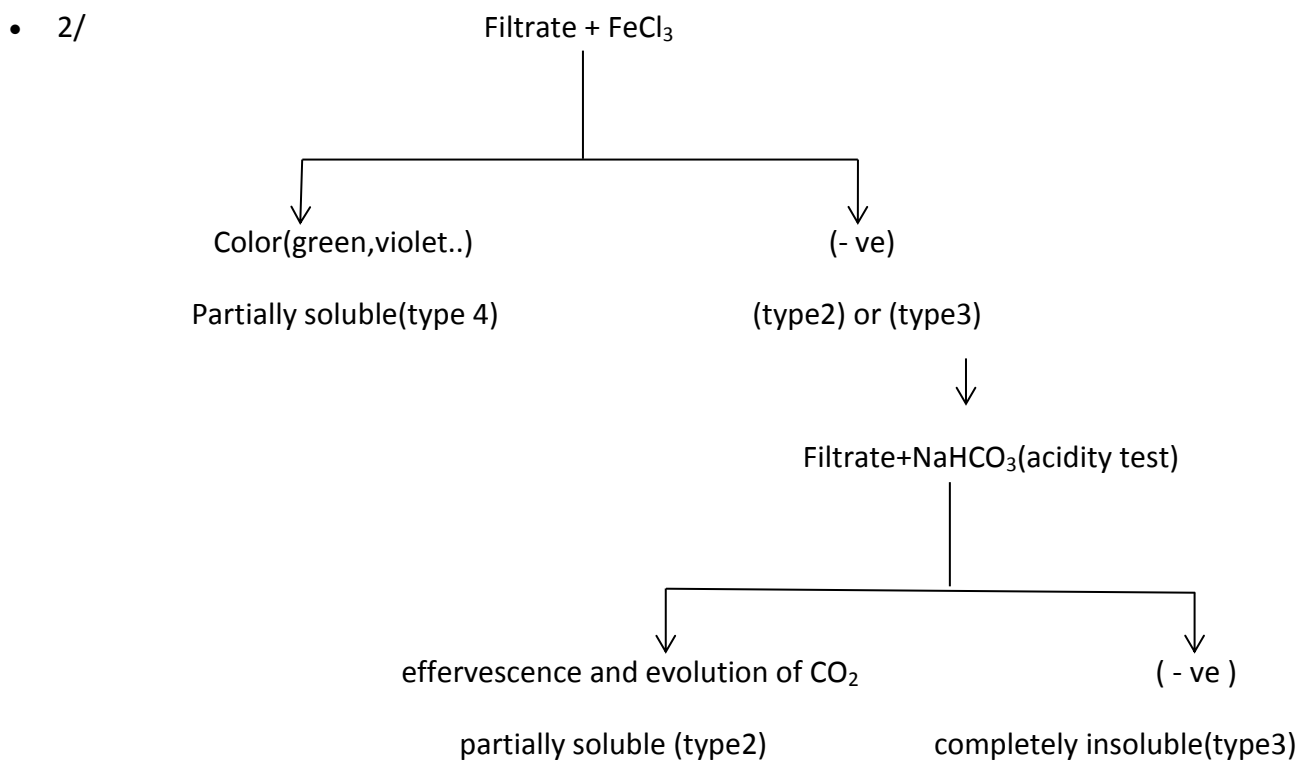 • 2/ Filtrate + FeCl₃
Color(green,violet..) (- ve)
Partially soluble(type 4) (type2) or (type3)
Filtrate+NaHCO₃(acidity test)
effervescence and evolution of CO₂ ( - ve )
partially soluble (type2) completely insoluble(type3)